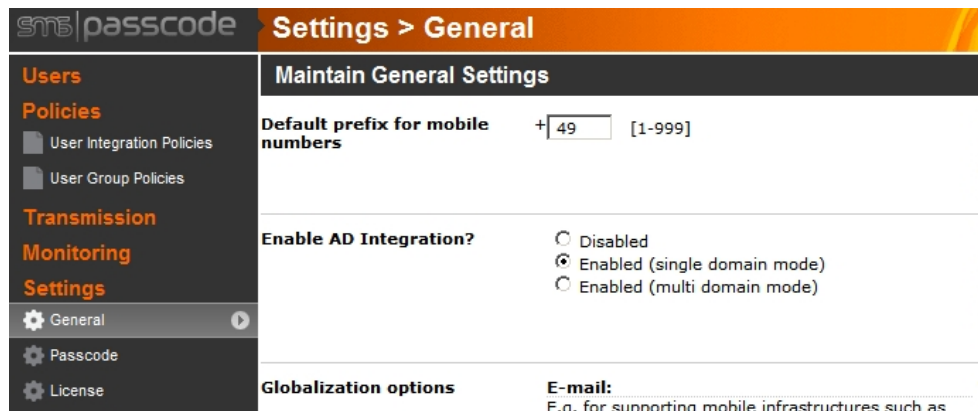 sms|passcode
Settings > General
Users
Policies
User Integration Policies
User Group Policies
Transmission
Monitoring
Settings
General
Passcode
License
Maintain General Settings
Default prefix for mobile
numbers
+ 49 [1-999]
Enable AD Integration?
Disabled
Enabled (single domain mode)
Enabled (multi domain mode)
Globalization options
E-mail:
E.g. for supporting mobile infrastructures such as